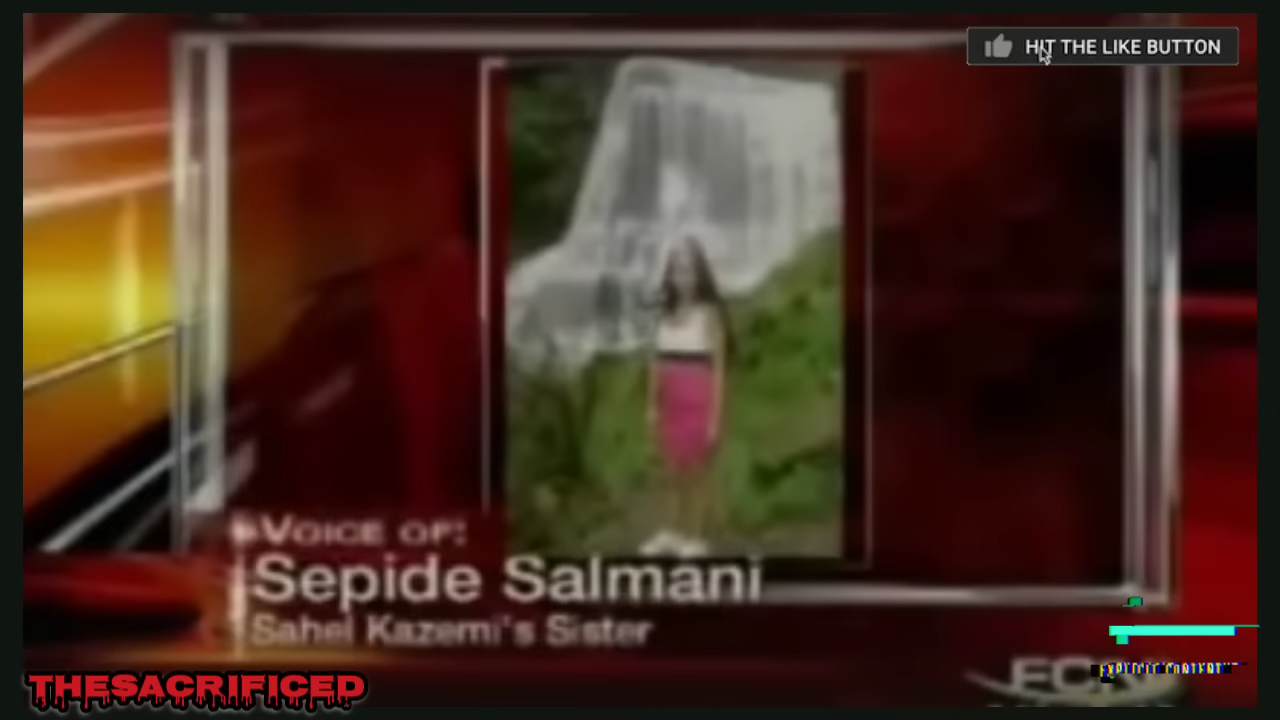 HIT THE LIKE BUTTON
VOICE OF:
Sepide Salmani
Sahel Kazemi's Sister
THESACRIFICED